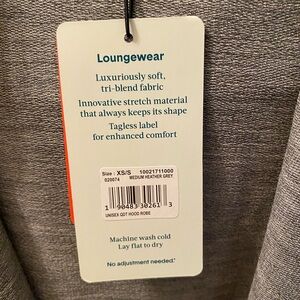 Loungewear
Luxuriously soft,
tri-blend fabric
Innovative stretch material
that always keeps its shape
Tagless label
for enhanced comfort
Size : XS/S 10021711000
020074 MEDIUM HEATHER GREY
1 90483 30261 3
UNISEX QDT HOOD ROBE
Machine wash cold
Lay flat to dry
No adjustment needed.*